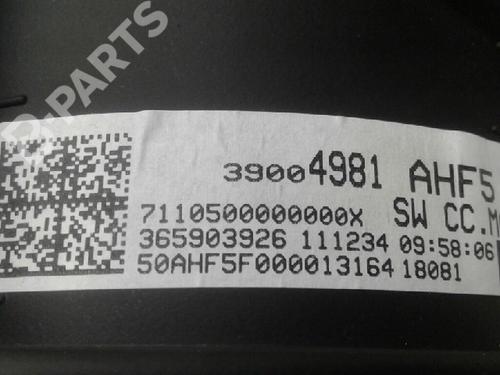 B-PARTS
39004981 AHF5
7110500000000X SW CC.M
365903926 111234 09:58:06
50AHF5F000013164 18081